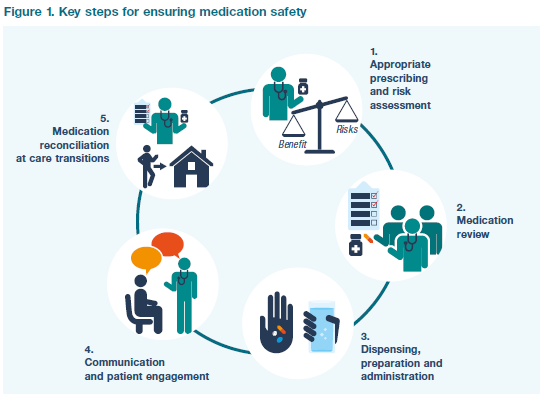 Figure 1. Key steps for ensuring medication safety
1.
Appropriate
prescribing
and risk
assessment
Benefit
Risks
2.
Medication
review
3.
Dispensing,
preparation and
administration
4.
Communication
and patient engagement
5.
Medication
reconciliation
at care transitions